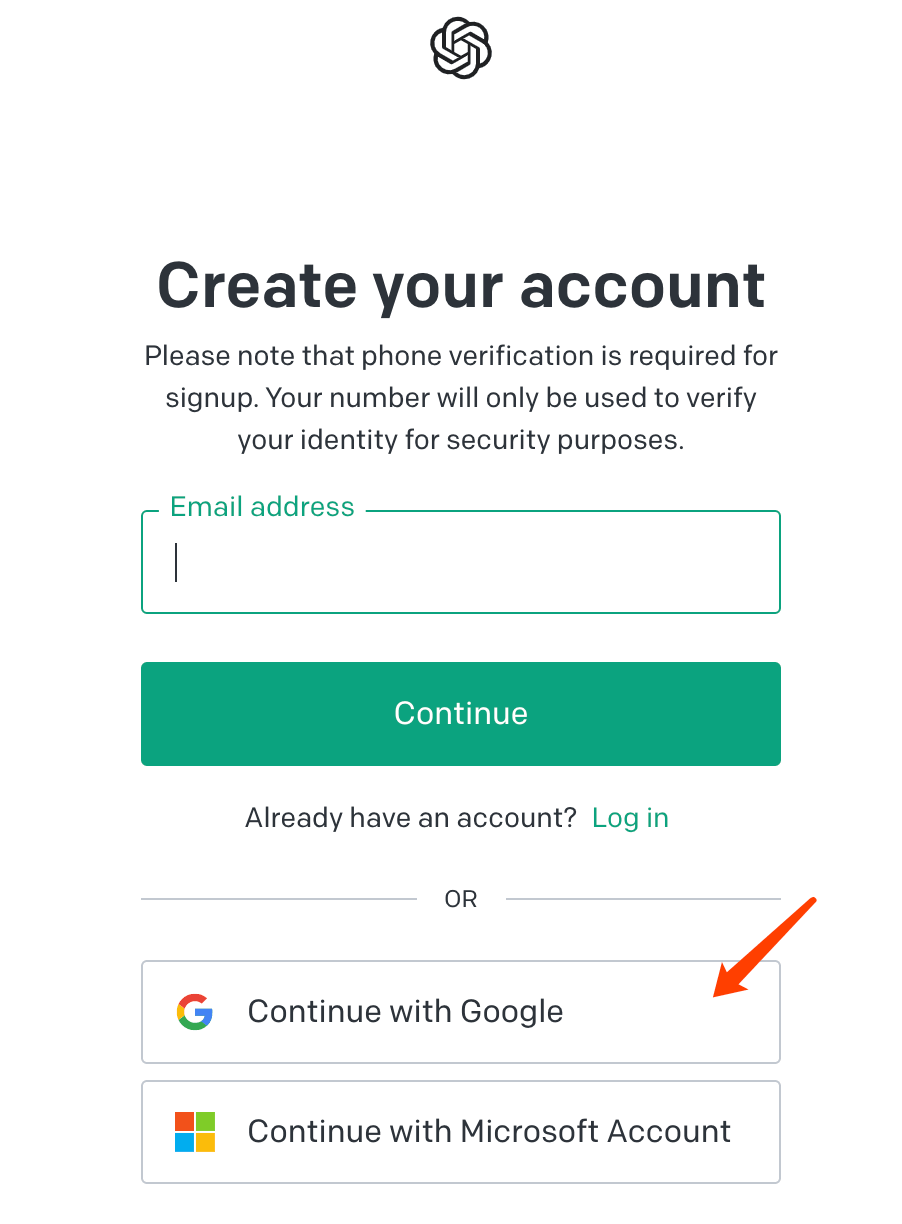 Create your account
Please note that phone verification is required for
signup. Your number will only be used to verify
your identity for security purposes.
Email address
Continue
Already have an account? Log in
OR
Continue with Google
Continue with Microsoft Account